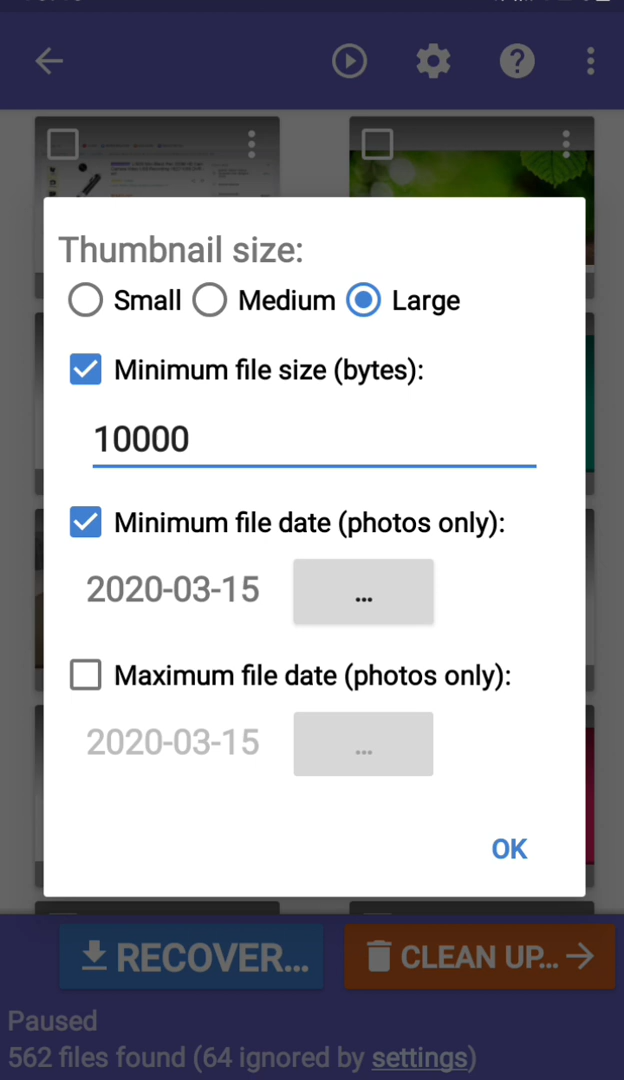 Thumbnail size:
Small Medium Large
Minimum file size (bytes):
10000
Minimum file date (photos only):
2020-03-15 ...
Maximum file date (photos only):
2020-03-15 ...
OK
RECOVER... CLEAN UP...
Paused
562 files found (64 ignored by settings)